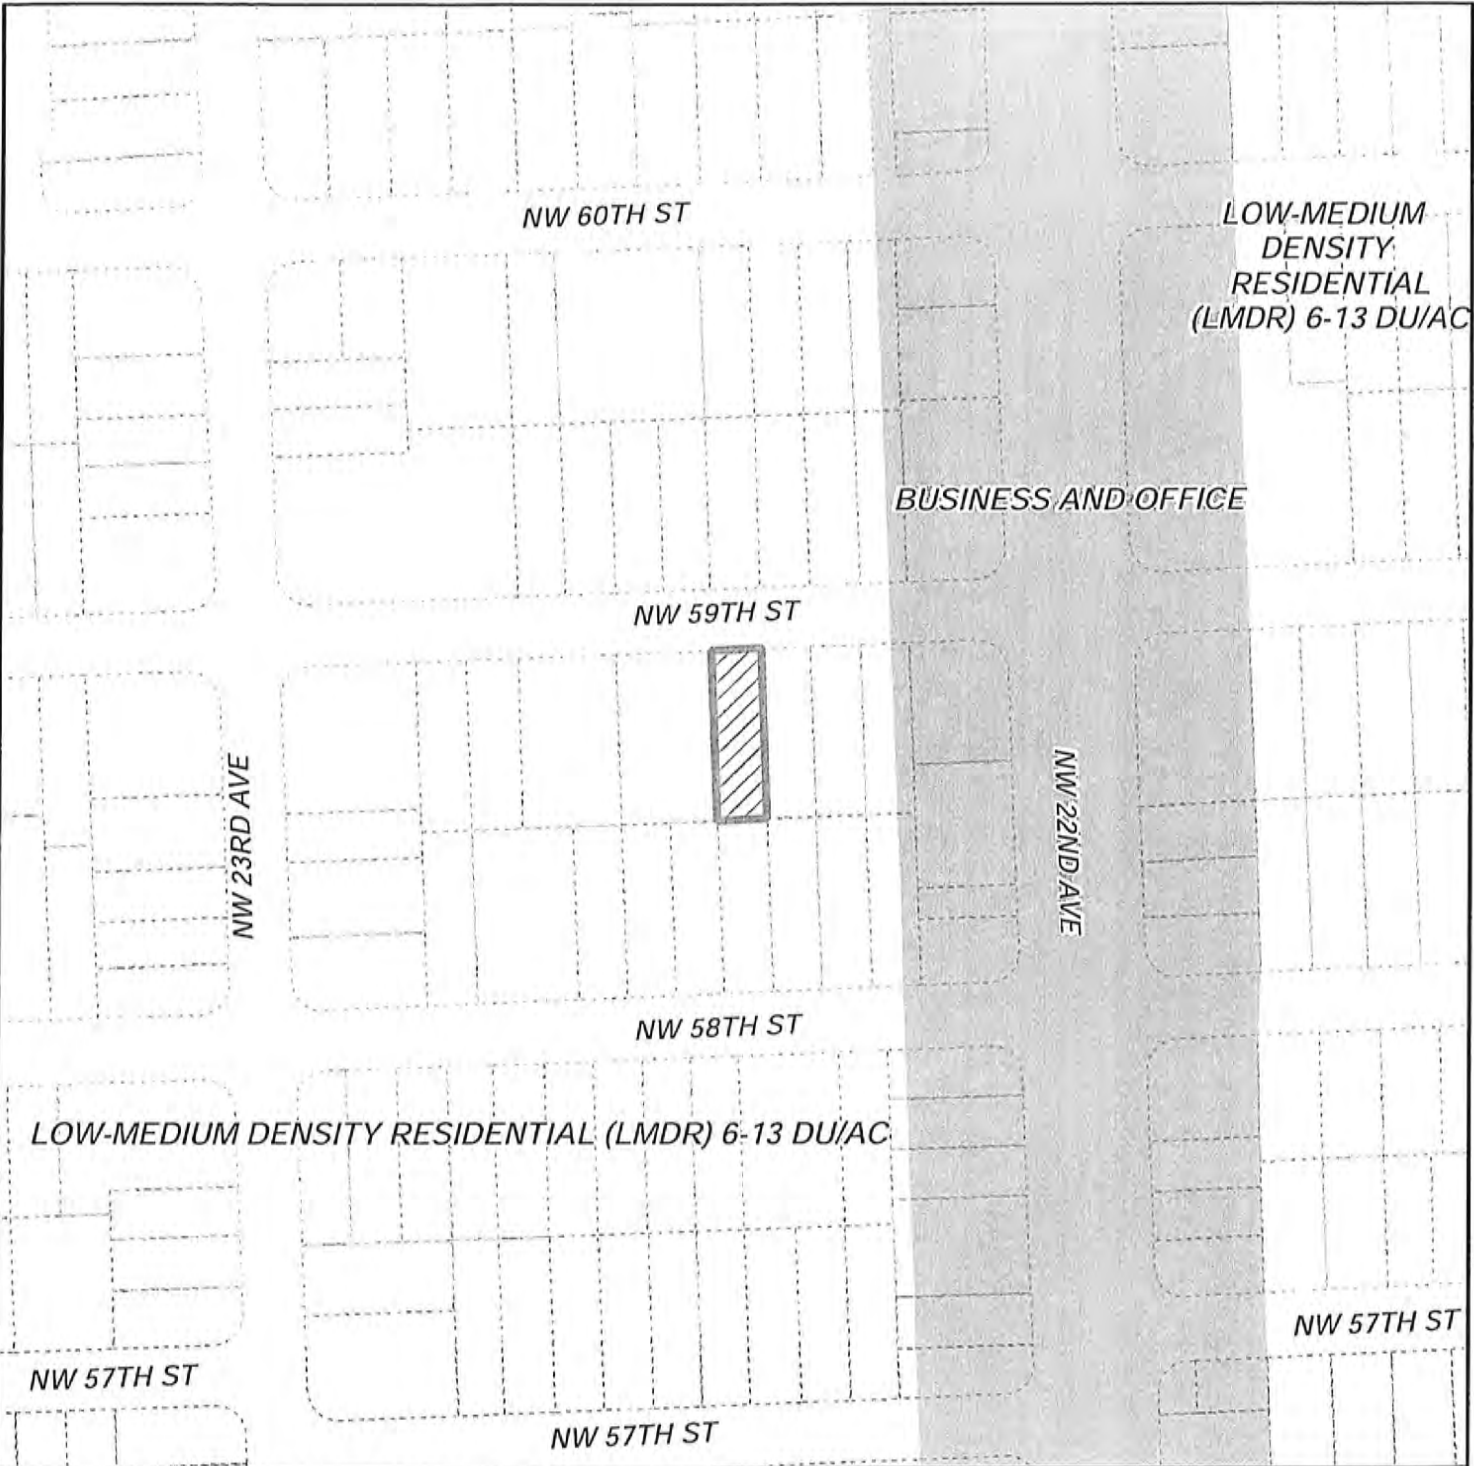 NW 60TH ST
LOW-MEDIUM
DENSITY
RESIDENTIAL
(LMDR) 6-13 DU/AC
BUSINESS AND OFFICE
NW 59TH ST
NW 23RD AVE
NW 22ND AVE
NW 58TH ST
LOW-MEDIUM DENSITY RESIDENTIAL (LMDR) 6-13 DU/AC
NW 57TH ST
NW 57TH ST
NW 57TH ST